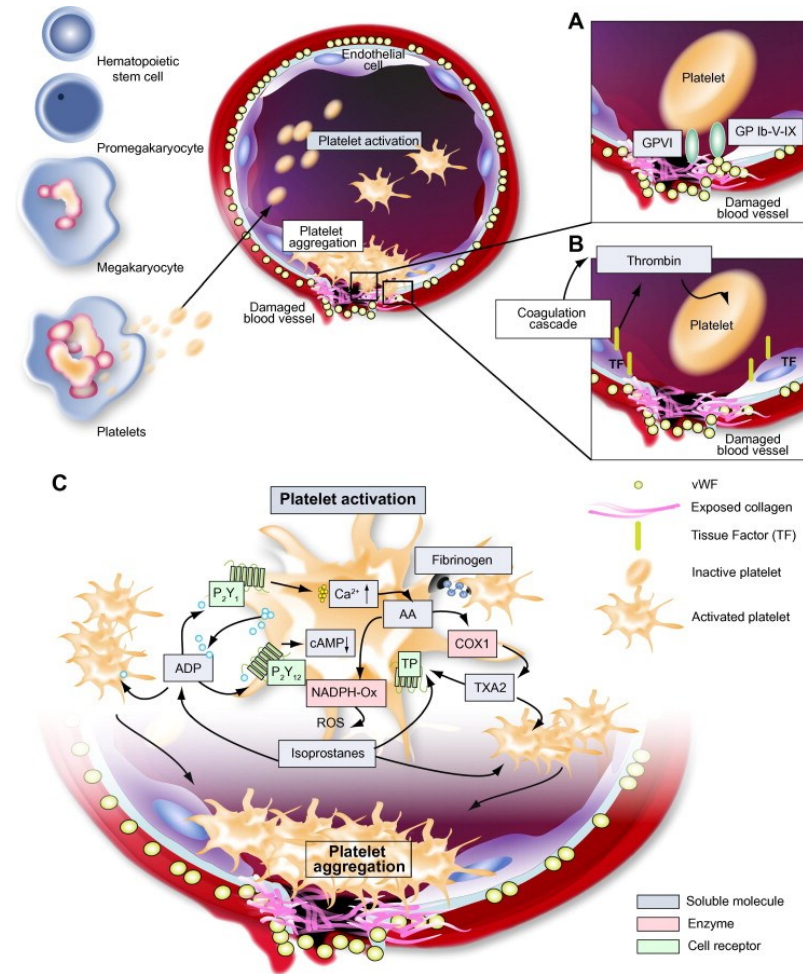 Hematopoietic
stem cell
Promegakaryocyte
Megakaryocyte
Platelets
Endothelial
cell
Platelet activation
Platelet
aggregation
Damaged
blood vessel
A
Platelet
GPVI
GP Ib-V-IX
Damaged
blood vessel
B
Thrombin
Coagulation
cascade
Platelet
TF
TF
Damaged
blood vessel
C
Platelet activation
Fibrinogen
P2Y1
Ca2+ ↑
AA
COX1
cAMP↓
ADP
P2Y12
TP
NADPH-Ox
TXA2
ROS
Isoprostanes
Platelet
aggregation
vWF
Exposed collagen
Tissue Factor (TF)
Inactive platelet
Activated platelet
Soluble molecule
Enzyme
Cell receptor